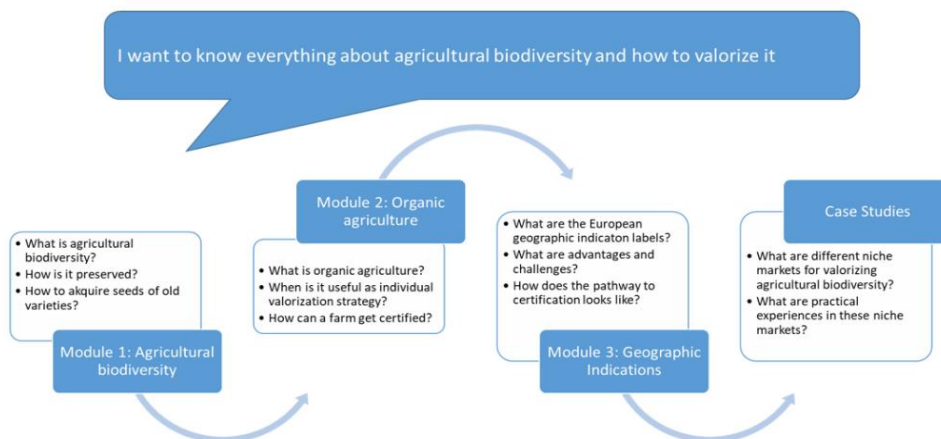 I want to know everything about agricultural biodiversity and how to valorize it
• What is agricultural
biodiversity?
• How is it preserved?
• How to akquire seeds of old
varieties?
Module 1: Agricultural
biodiversity
Module 2: Organic
agriculture
• What is organic agriculture?
• When is it useful as individual
valorization strategy?
• How can a farm get certified?
• What are the European
geographic indicaton labels?
• What are advantages and
challenges?
• How does the pathway to
certification looks like?
Module 3: Geographic
Indications
Case Studies
• What are different niche
markets for valorizing
agricultural biodiversity?
• What are practical
experiences in these niche
markets?